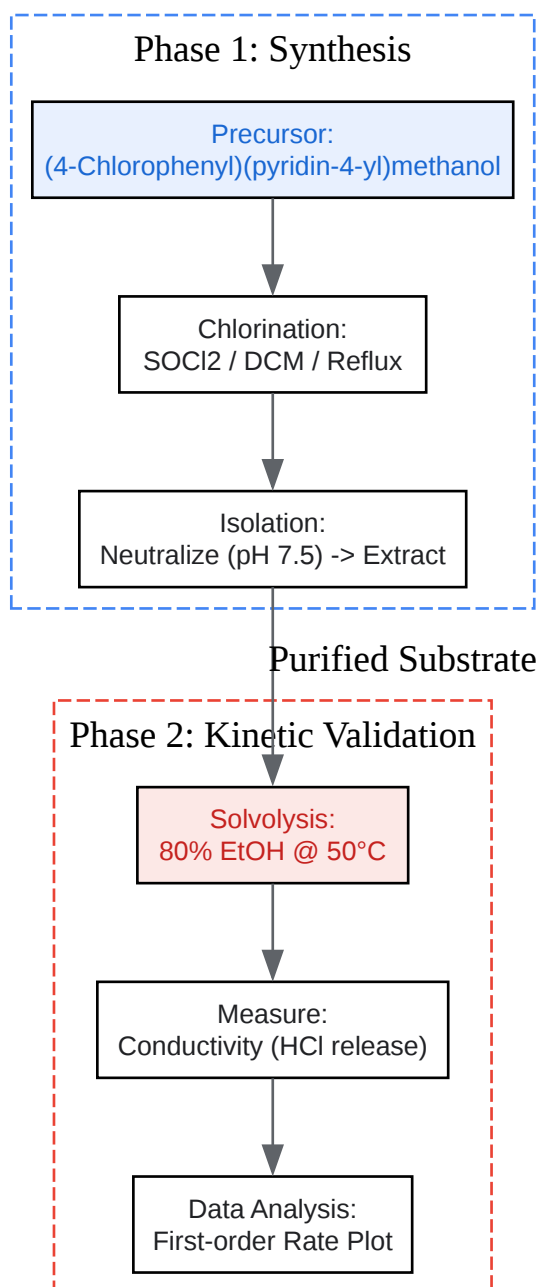 Phase 1: Synthesis
Precursor:
(4-Chlorophenyl)(pyridin-4-yl)methanol
Chlorination:
SOCl2 / DCM / Reflux
Isolation:
Neutralize (pH 7.5) -> Extract
Purified Substrate
Phase 2: Kinetic Validation
Solvolysis:
80% EtOH @ 50°C
Measure:
Conductivity (HCl release)
Data Analysis:
First-order Rate Plot